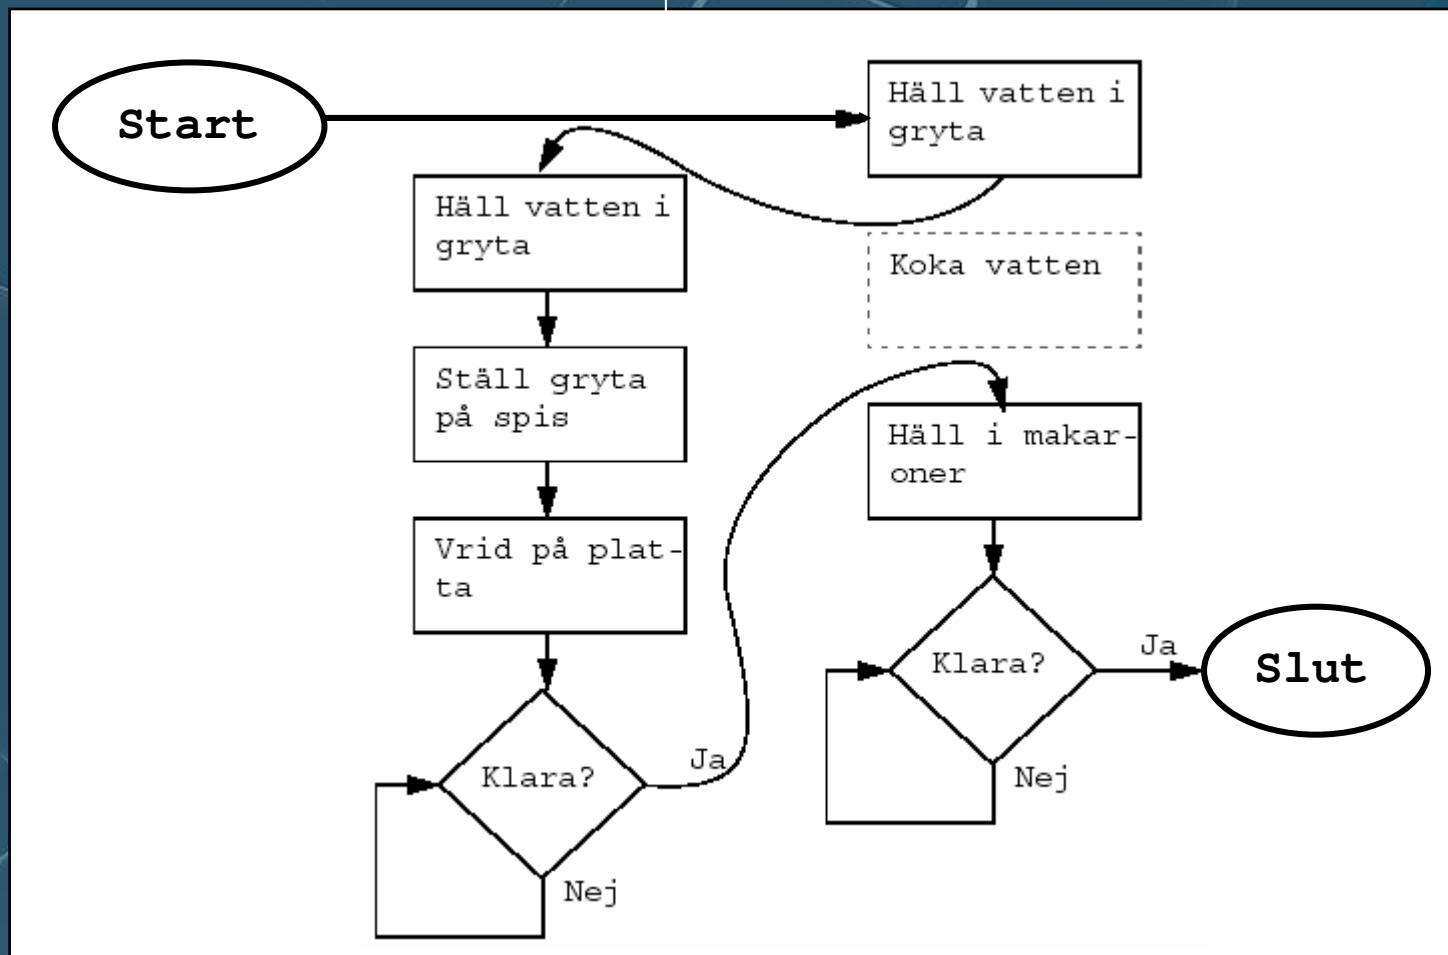 Start
Häll vatten i
gryta
Häll vatten i
gryta
Ställ gryta
på spis
Vrid på plat-
ta
Klara?
Ja
Nej
Koka vatten
Häll i makar-
oner
Klara?
Ja
Nej
Slut